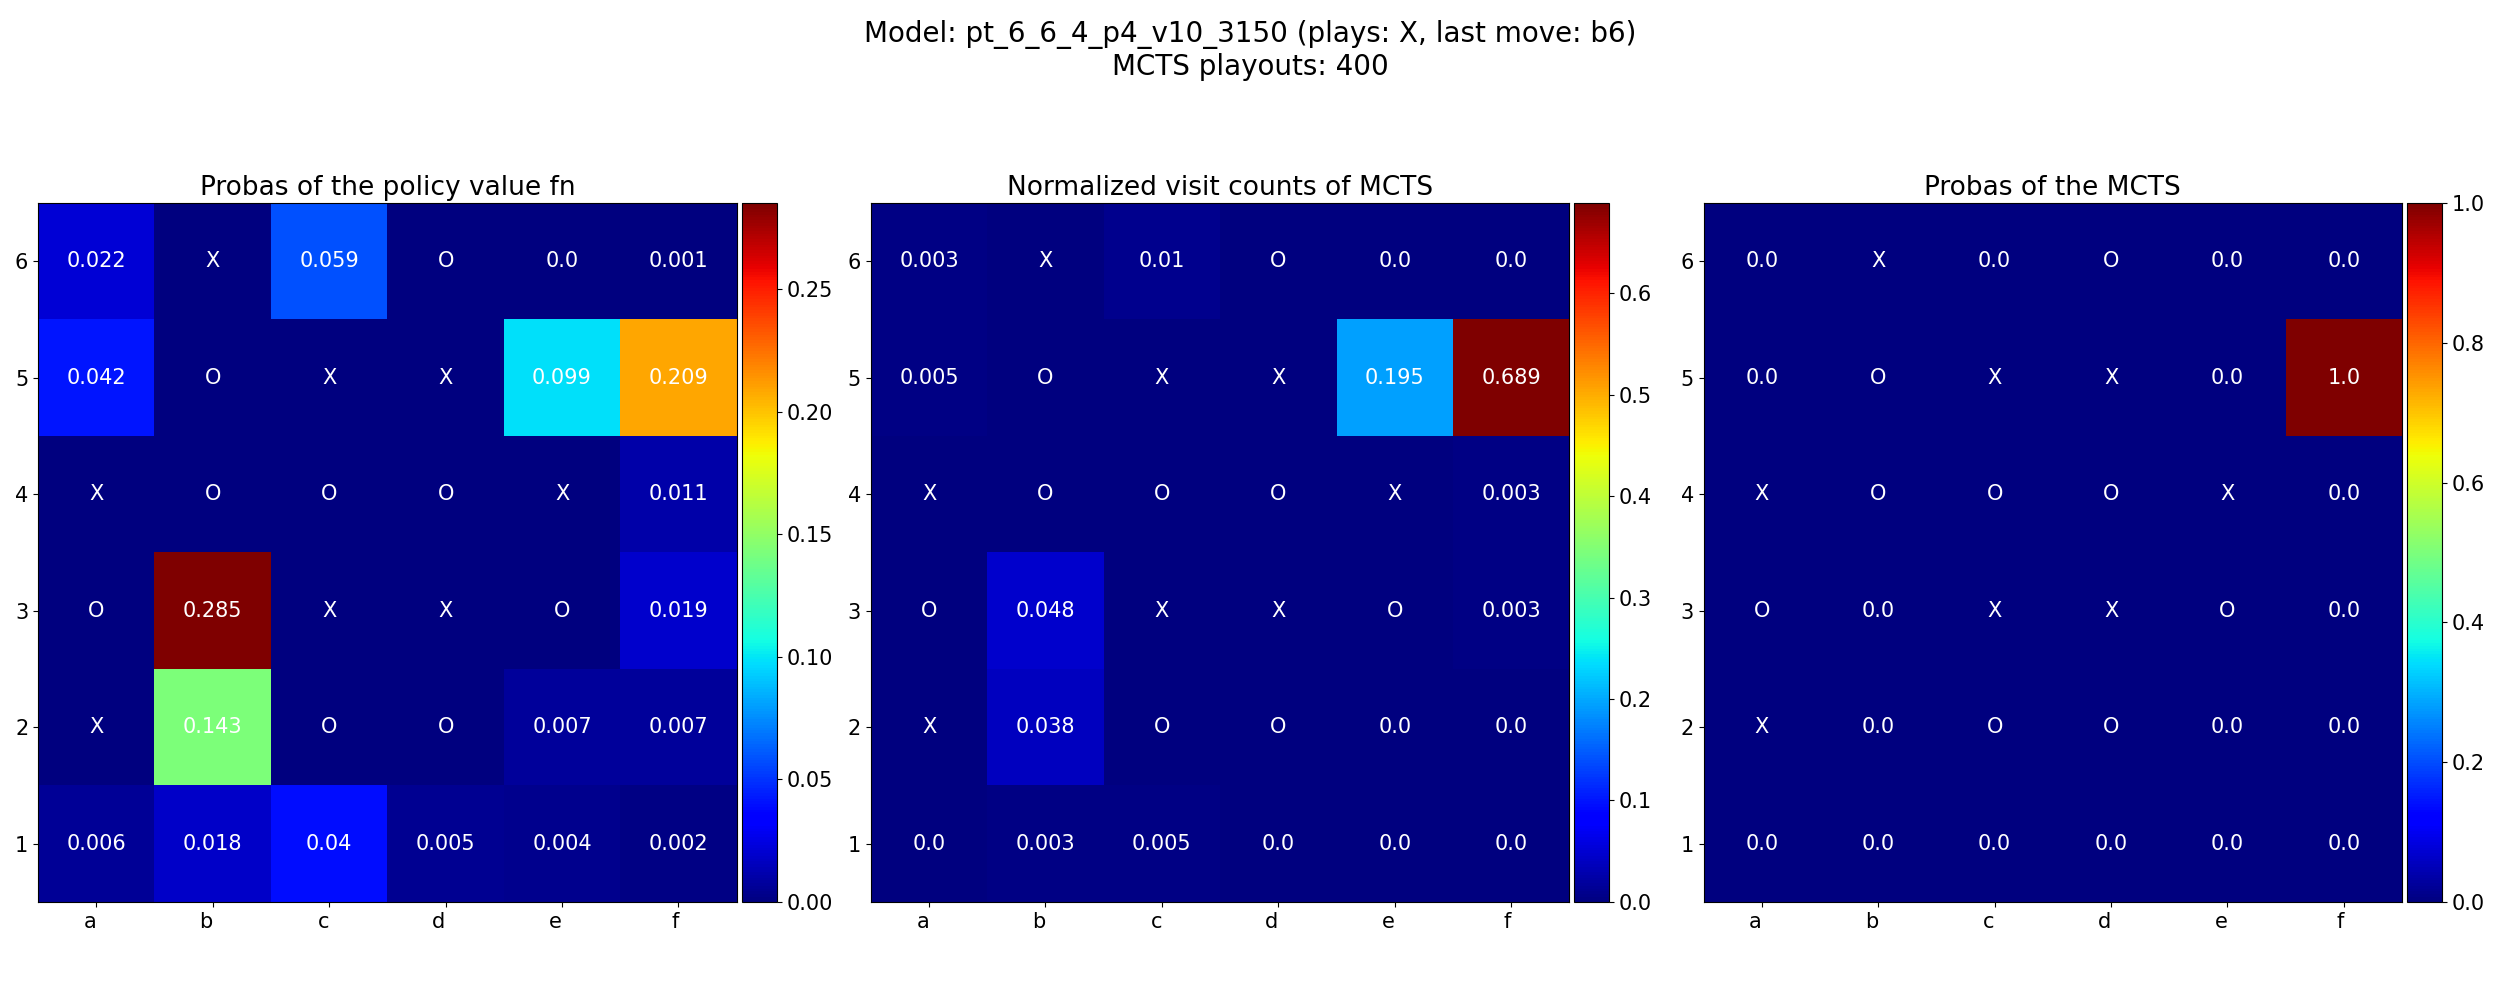 Model: pt_6_6_4_p4_v10_3150 (plays: X, last move: b6)
MCTS playouts: 400
Probas of the policy value fn
6 0.022 X 0.059 O 0.0 0.001
5 0.042 O X X 0.099 0.209
4 X O O O X 0.011
3 O 0.285 X X O 0.019
2 X 0.143 O O 0.007 0.007
1 0.006 0.018 0.04 0.005 0.004 0.002
a b c d e f
0.25
0.20
0.15
0.10
0.05
0.00
Normalized visit counts of MCTS
6 0.003 X 0.01 O 0.0 0.0
5 0.005 O X X 0.195 0.689
4 X O O O X 0.003
3 O 0.048 X X O 0.003
2 X 0.038 O O 0.0 0.0
1 0.0 0.003 0.005 0.0 0.0 0.0
a b c d e f
0.6
0.5
0.4
0.3
0.2
0.1
0.0
Probas of the MCTS
6 0.0 X 0.0 O 0.0 0.0
5 0.0 O X X 0.0 1.0
4 X O O O X 0.0
3 O 0.0 X X O 0.0
2 X 0.0 O O 0.0 0.0
1 0.0 0.0 0.0 0.0 0.0 0.0
a b c d e f
1.0
0.8
0.6
0.4
0.2
0.0